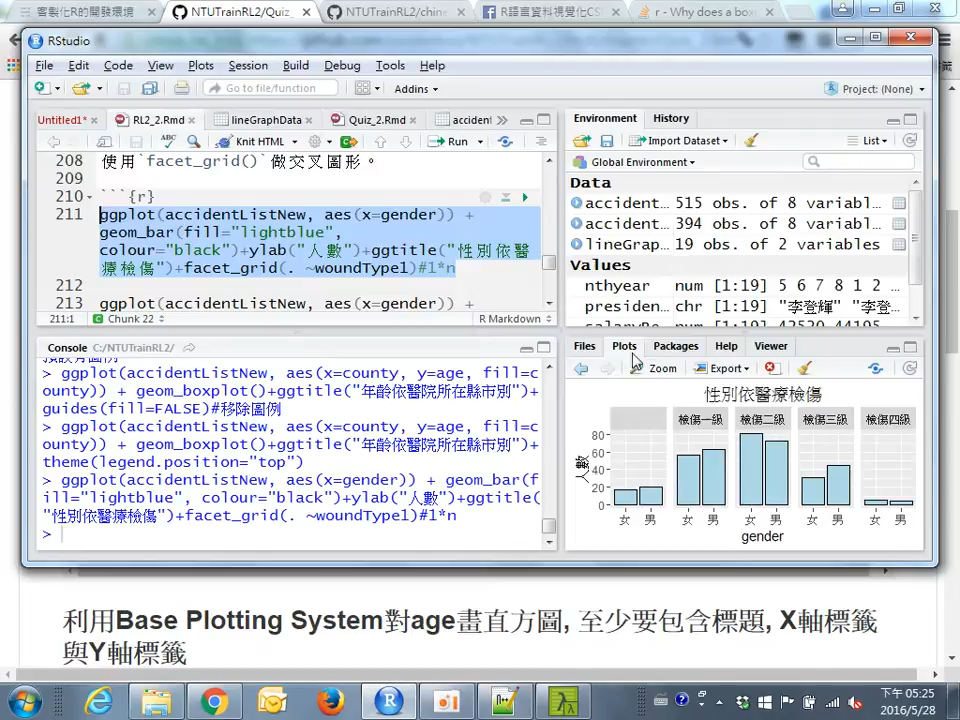 客製化R的開發環境
NTUTrainRL2/Quiz_
NTUTrainRL2/chine
R語言資料視覺化CS
r - Why does a box
RStudio
File Edit Code View Plots Session Build Debug Tools Help
Go to file/function
Addins
Project: (None)
Untitled1*
RL2_2.Rmd
lineGraphData
Quiz_2.Rmd
acciden
ABC
Knit HTML
Run
208 使用`facet_grid()`做交叉圖形。
209
210 ```{r}
211 ggplot(accidentListNew, aes(x=gender)) +
geom_bar(fill="lightblue",
colour="black")+ylab("人數")+ggtitle("性別依醫
療檢傷")+facet_grid(. ~woundType1)#1*n
212
213 ggplot(accidentListNew, aes(x=gender)) +
211:1
Chunk 22
R Markdown
Console C:/NTUTrainRL2/
> ggplot(accidentListNew, aes(x=county, y=age, fill=c
ounty)) + geom_boxplot()+ggtitle("年齡依醫院所在縣市別")+
guides(fill=FALSE)#移除圖例
> ggplot(accidentListNew, aes(x=county, y=age, fill=c
ounty)) + geom_boxplot()+ggtitle("年齡依醫院所在縣市別")+
theme(legend.position="top")
> ggplot(accidentListNew, aes(x=gender)) + geom_bar(f
ill="lightblue", colour="black")+ylab("人數")+ggtitle(
"性別依醫療檢傷")+facet_grid(. ~woundType1)#1*n
>
Environment History
Import Dataset
List
Global Environment
Data
accident… 515 obs. of 8 variabl…
accident… 394 obs. of 8 variabl…
lineGrap… 19 obs. of 2 variables
Values
nthyear num [1:19] 5 6 7 8 1 2 …
presiden… chr [1:19] "李登輝" "李登…
Files Plots Packages Help Viewer
Zoom
Export
性別依醫療檢傷
檢傷一級 檢傷二級 檢傷三級 檢傷四級
80
60
40
20
0
人數
女 男 女 男 女 男 女 男 女 男
gender
利用Base Plotting System對age畫直方圖, 至少要包含標題, X軸標籤
與Y軸標籤
下午 05:25
2016/5/28